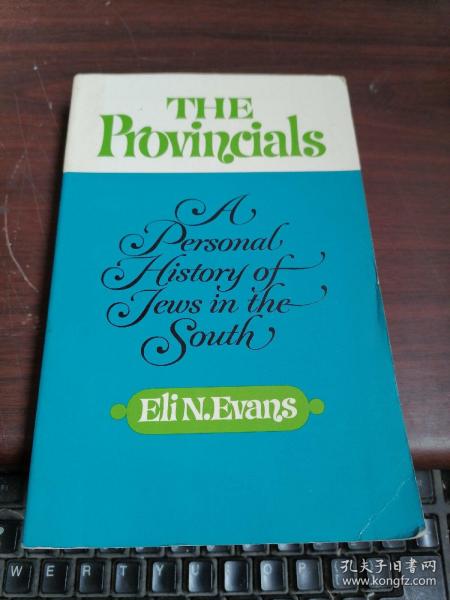 THE
Provincials
A
Personal
History of
Jews in the
South
Eli N. Evans
W E R T Y U O P
孔夫子旧书网
www.kongfz.com